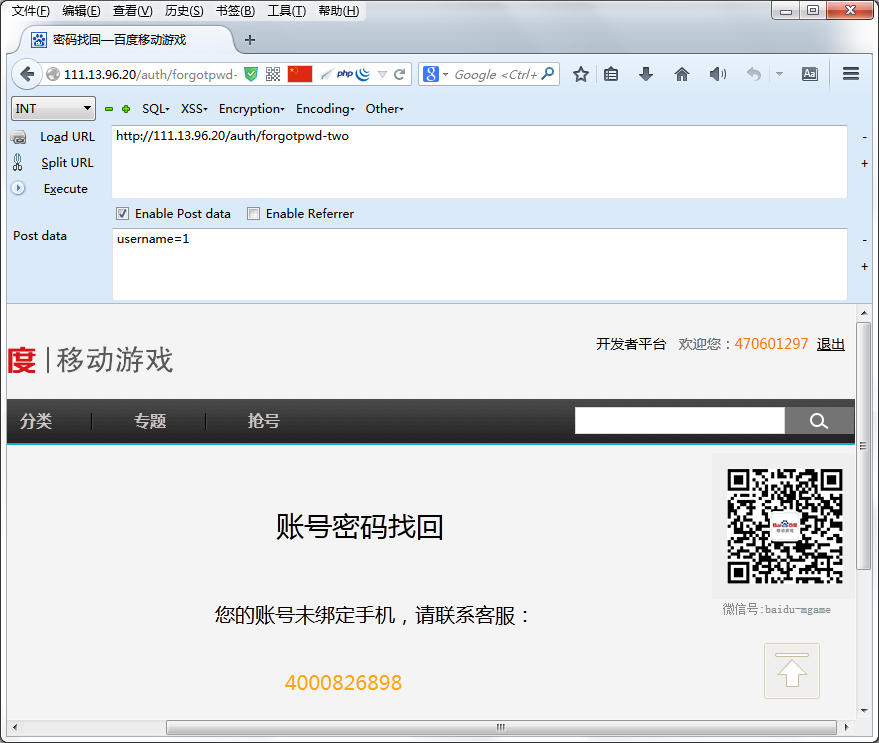 文件(F) 编辑(E) 查看(V) 历史(S) 书签(B) 工具(T) 帮助(H)
密码找回—百度移动游戏
111.13.96.20/auth/forgotpwd- php Google <Ctrl+
INT SQL XSS Encryption Encoding Other
Load URL http://111.13.96.20/auth/forgotpwd-two
Split URL
Execute
Enable Post data Enable Referrer
Post data username=1
开发者平台 欢迎您：470601297 退出
度 | 移动游戏
分类 专题 抢号
账号密码找回
您的账号未绑定手机，请联系客服：
微信号:baidu-mgame
4000826898